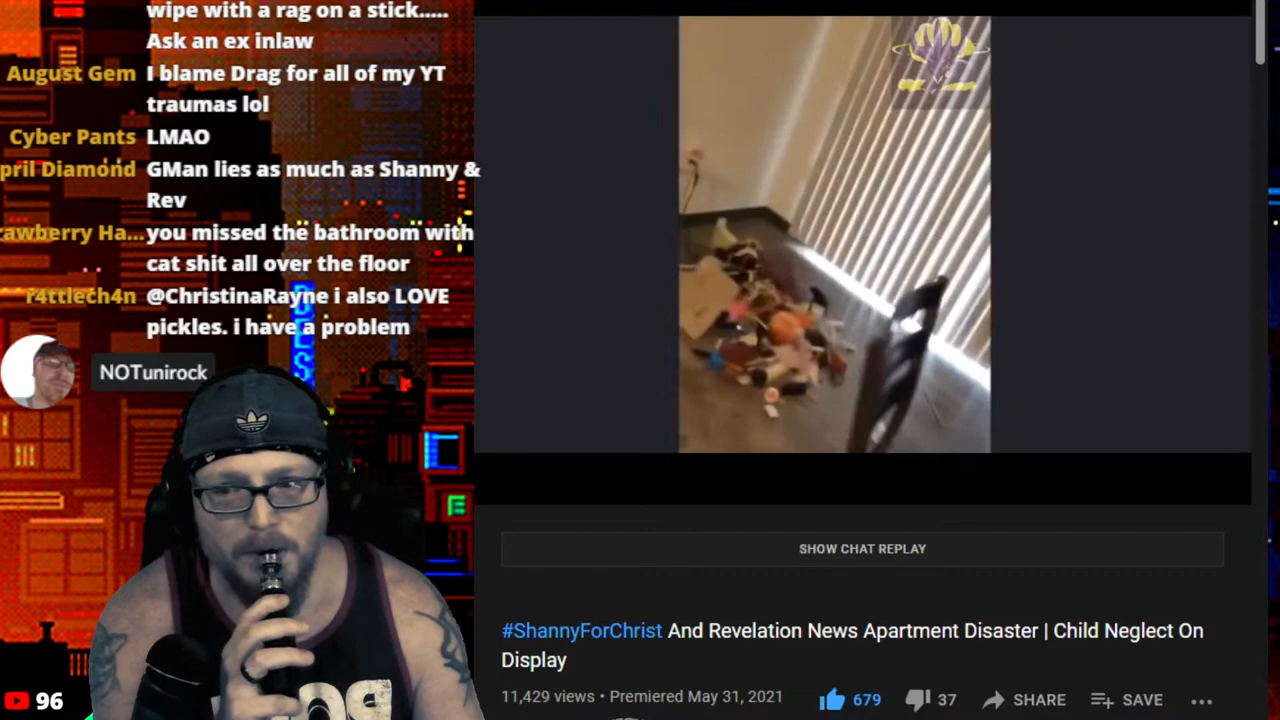 wipe with a rag on a stick.....
Ask an ex inlaw
August Gem I blame Drag for all of my YT
traumas lol
Cyber Pants LMAO
pril Diamond GMan lies as much as Shanny &
Rev
rawberry Ha... you missed the bathroom with
cat shit all over the floor
r4ttlech4n @ChristinaRayne i also LOVE
pickles. i have a problem
NOTunirock
SHOW CHAT REPLAY
#ShannyForChrist And Revelation News Apartment Disaster | Child Neglect On
Display
11,429 views • Premiered May 31, 2021
679
37
SHARE
SAVE
96